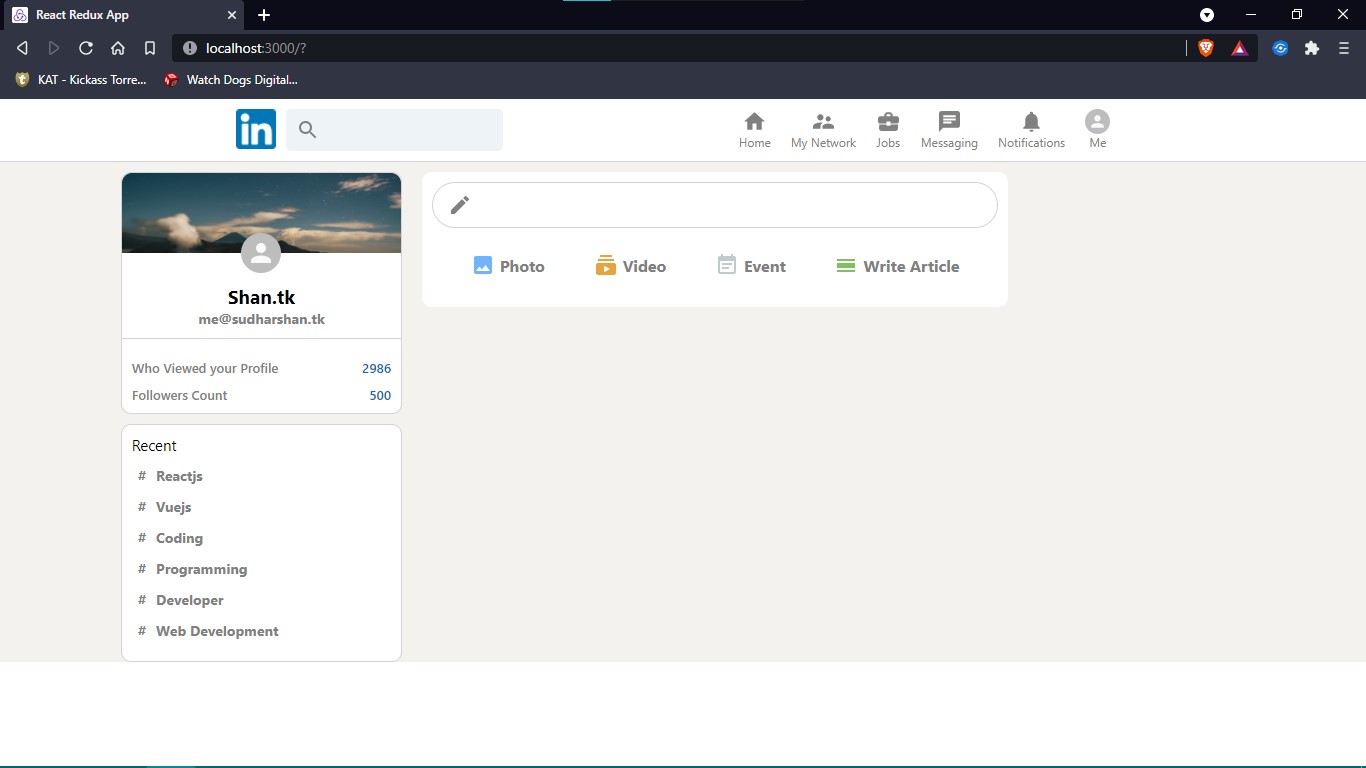 React Redux App
localhost:3000/?
KAT - Kickass Torre... Watch Dogs Digital...
in
Home My Network Jobs Messaging Notifications Me
Shan.tk
me@sudharshan.tk
Who Viewed your Profile 2986
Followers Count 500
Photo Video Event Write Article
Recent
# Reactjs
# Vuejs
# Coding
# Programming
# Developer
# Web Development